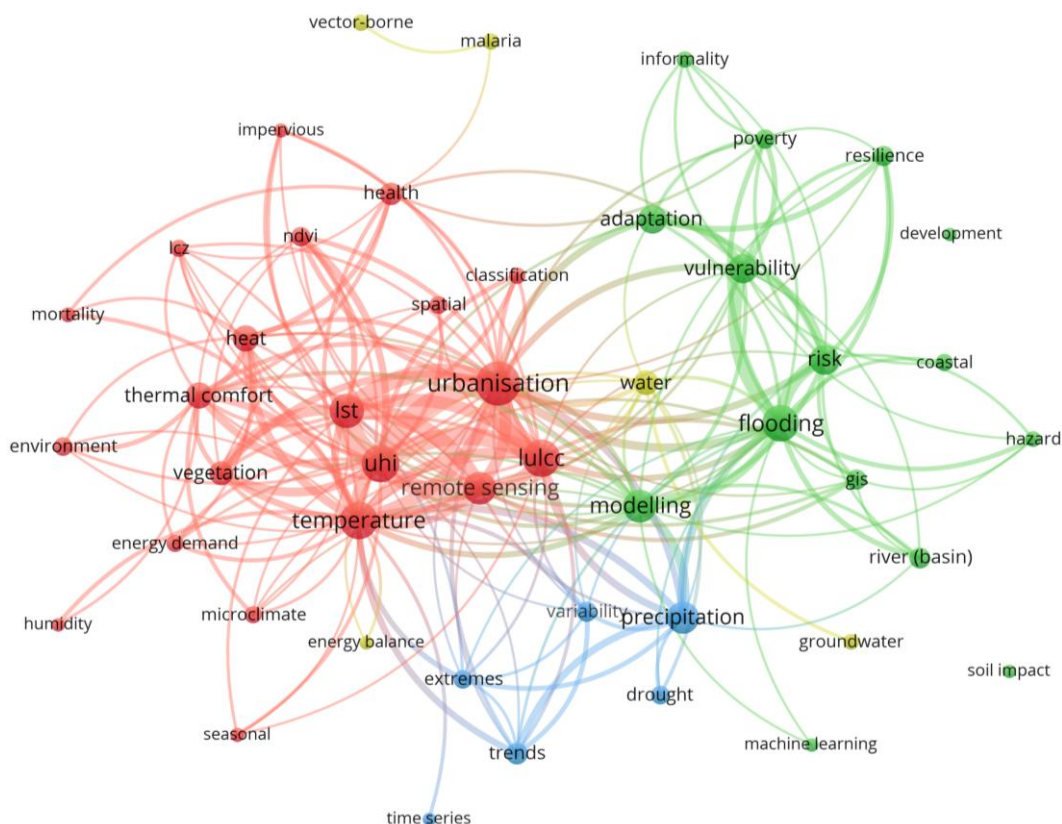 vector-borne
malaria
informality
impervious
poverty
resilience
health
adaptation
development
ndvi
lcz
classification
vulnerability
spatial
mortality
heat
risk
coastal
urbanisation
water
thermal comfort
lst
flooding
hazard
environment
vegetation
uhi
lulcc
gis
remote sensing
modelling
temperature
energy demand
river (basin)
humidity
microclimate
variability
precipitation
energy balance
groundwater
extremes
drought
soil impact
seasonal
trends
machine learning
time series